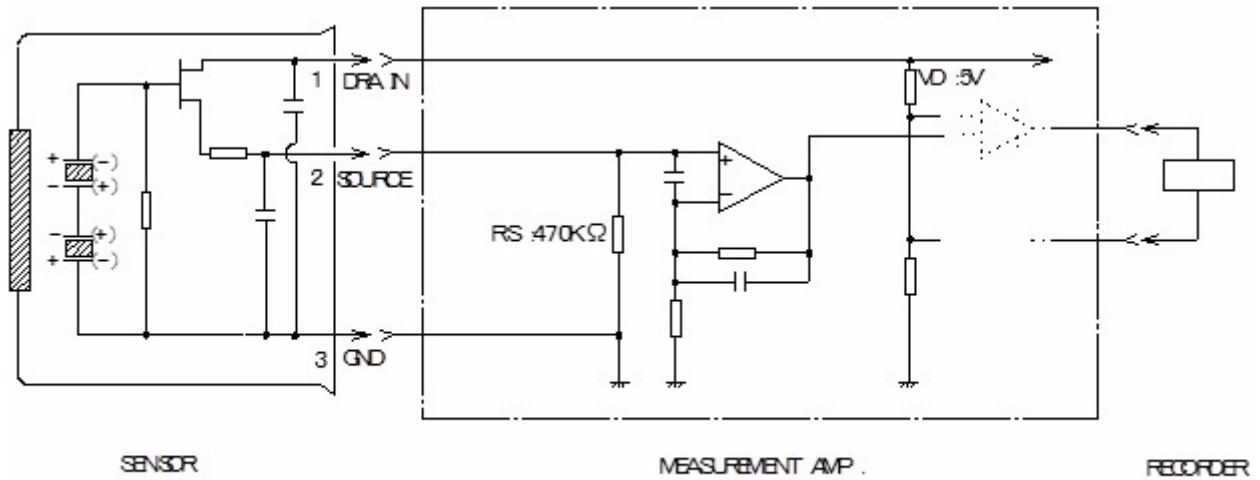 1 DRAIN
VD :5V
+ (-)
- (+)
2 SOURCE
+
-
- (+)
+ (-)
RS :470KΩ
3 GND
SENSOR
MEASUREMENT AMP .
RECORDER